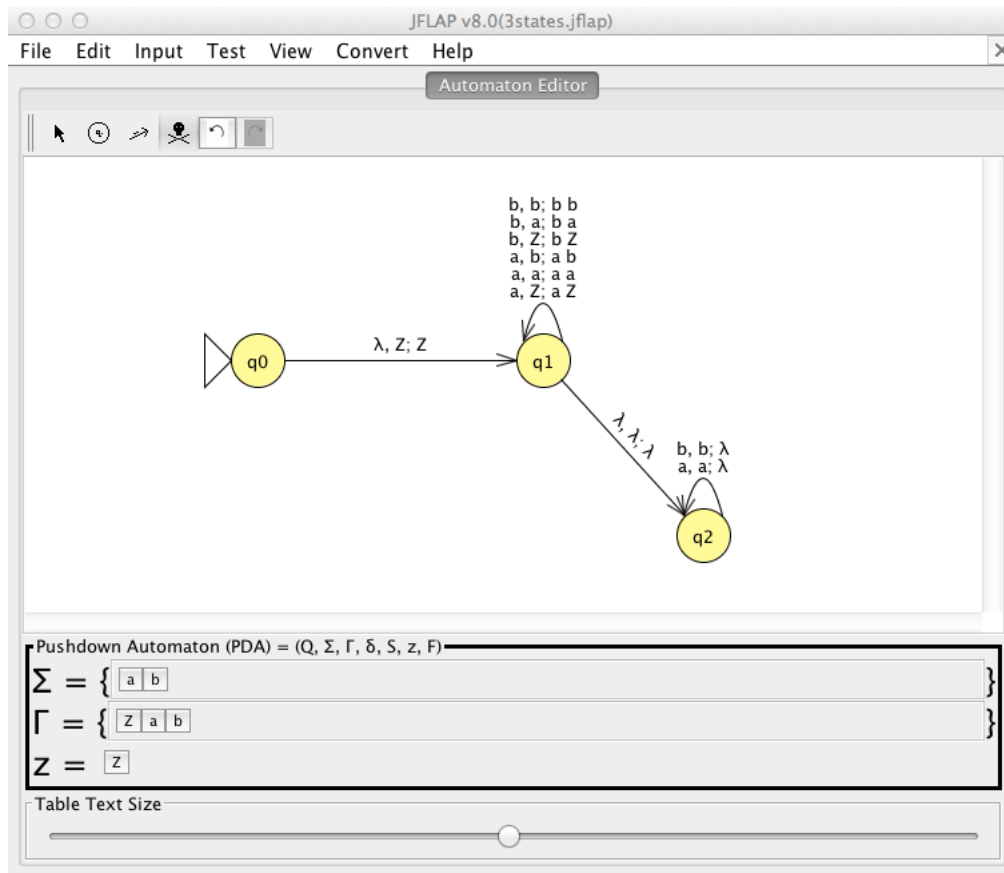 JFLAP v8.0(3states.jflap)
File Edit Input Test View Convert Help
Automaton Editor
b, b; b b
b, a; b a
b, Z; b Z
a, b; a b
a, a; a a
a, Z; a Z
λ, Z; Z
q0
q1
λ, λ; λ
b, b; λ
a, a; λ
q2
Pushdown Automaton (PDA) = (Q, Σ, Γ, δ, S, z, F)
Σ = { a b }
Γ = { Z a b }
z = Z
Table Text Size